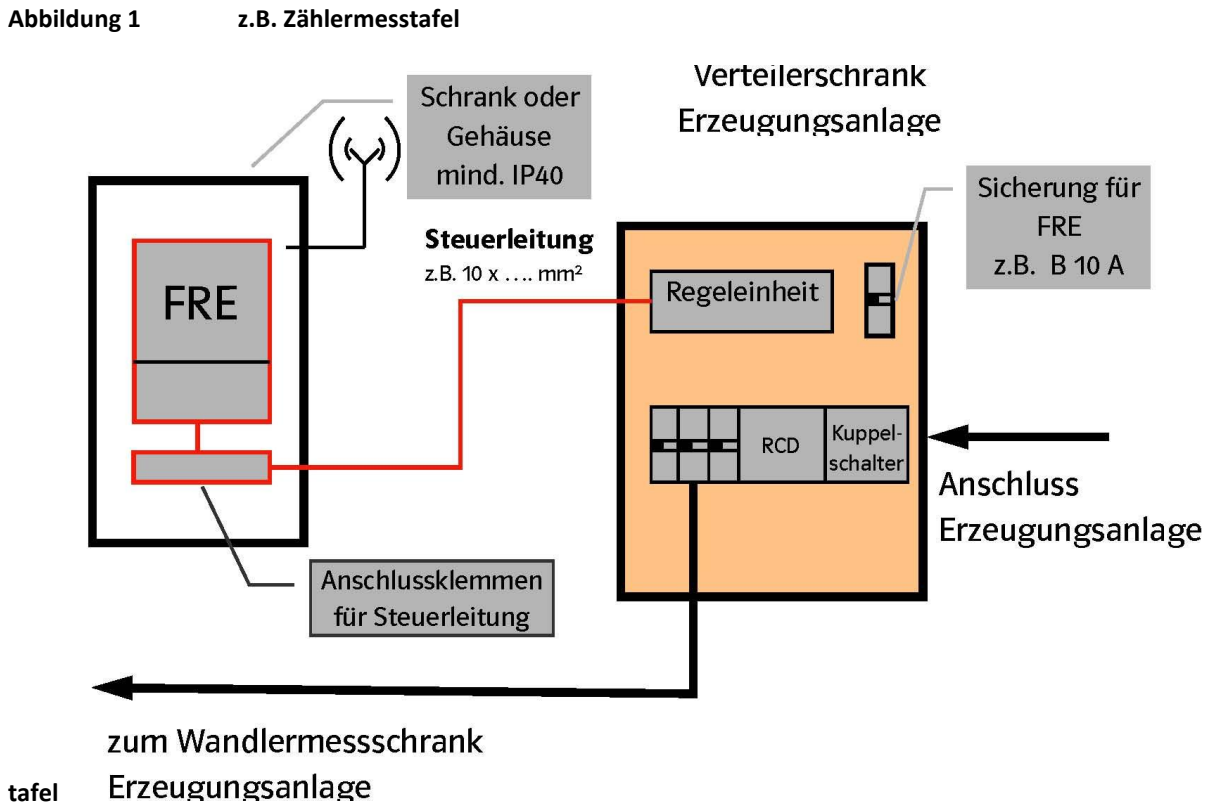 Abbildung 1 z.B. Zählermesstafel
Verteilerschrank
Erzeugungsanlage
Schrank oder
Gehäuse
mind. IP40
Sicherung für
FRE
z.B. B 10 A
Steuerleitung
z.B. 10 x .... mm²
FRE
Regeleinheit
RCD
Kuppel-
schalter
Anschluss
Erzeugungsanlage
Anschlussklemmen
für Steuerleitung
zum Wandlermessschrank
Erzeugungsanlage
tafel